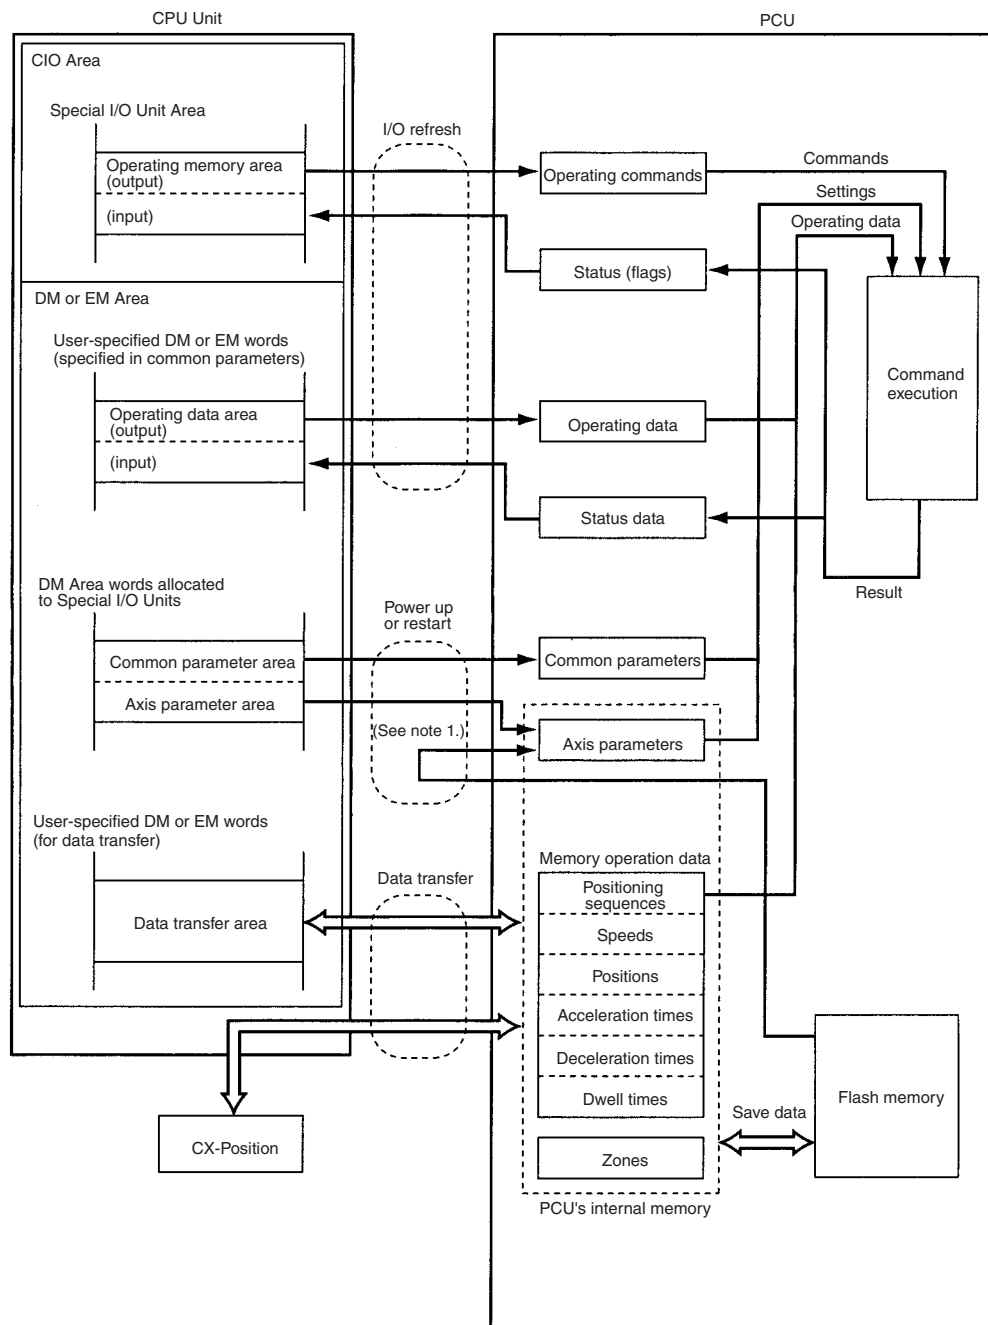 CPU Unit
PCU
CIO Area
Special I/O Unit Area
I/O refresh
Operating memory area
(output)
(input)
Operating commands
Commands
Settings
Operating data
Status (flags)
DM or EM Area
User-specified DM or EM words
(specified in common parameters)
Operating data area
(output)
(input)
Operating data
Status data
Command
execution
Result
DM Area words allocated
to Special I/O Units
Power up
or restart
Common parameter area
Axis parameter area
Common parameters
(See note 1.)
Axis parameters
User-specified DM or EM words
(for data transfer)
Data transfer
Data transfer area
Memory operation data
Positioning
sequences
Speeds
Positions
Acceleration times
Deceleration times
Dwell times
Zones
PCU's internal memory
Save data
Flash memory
CX-Position